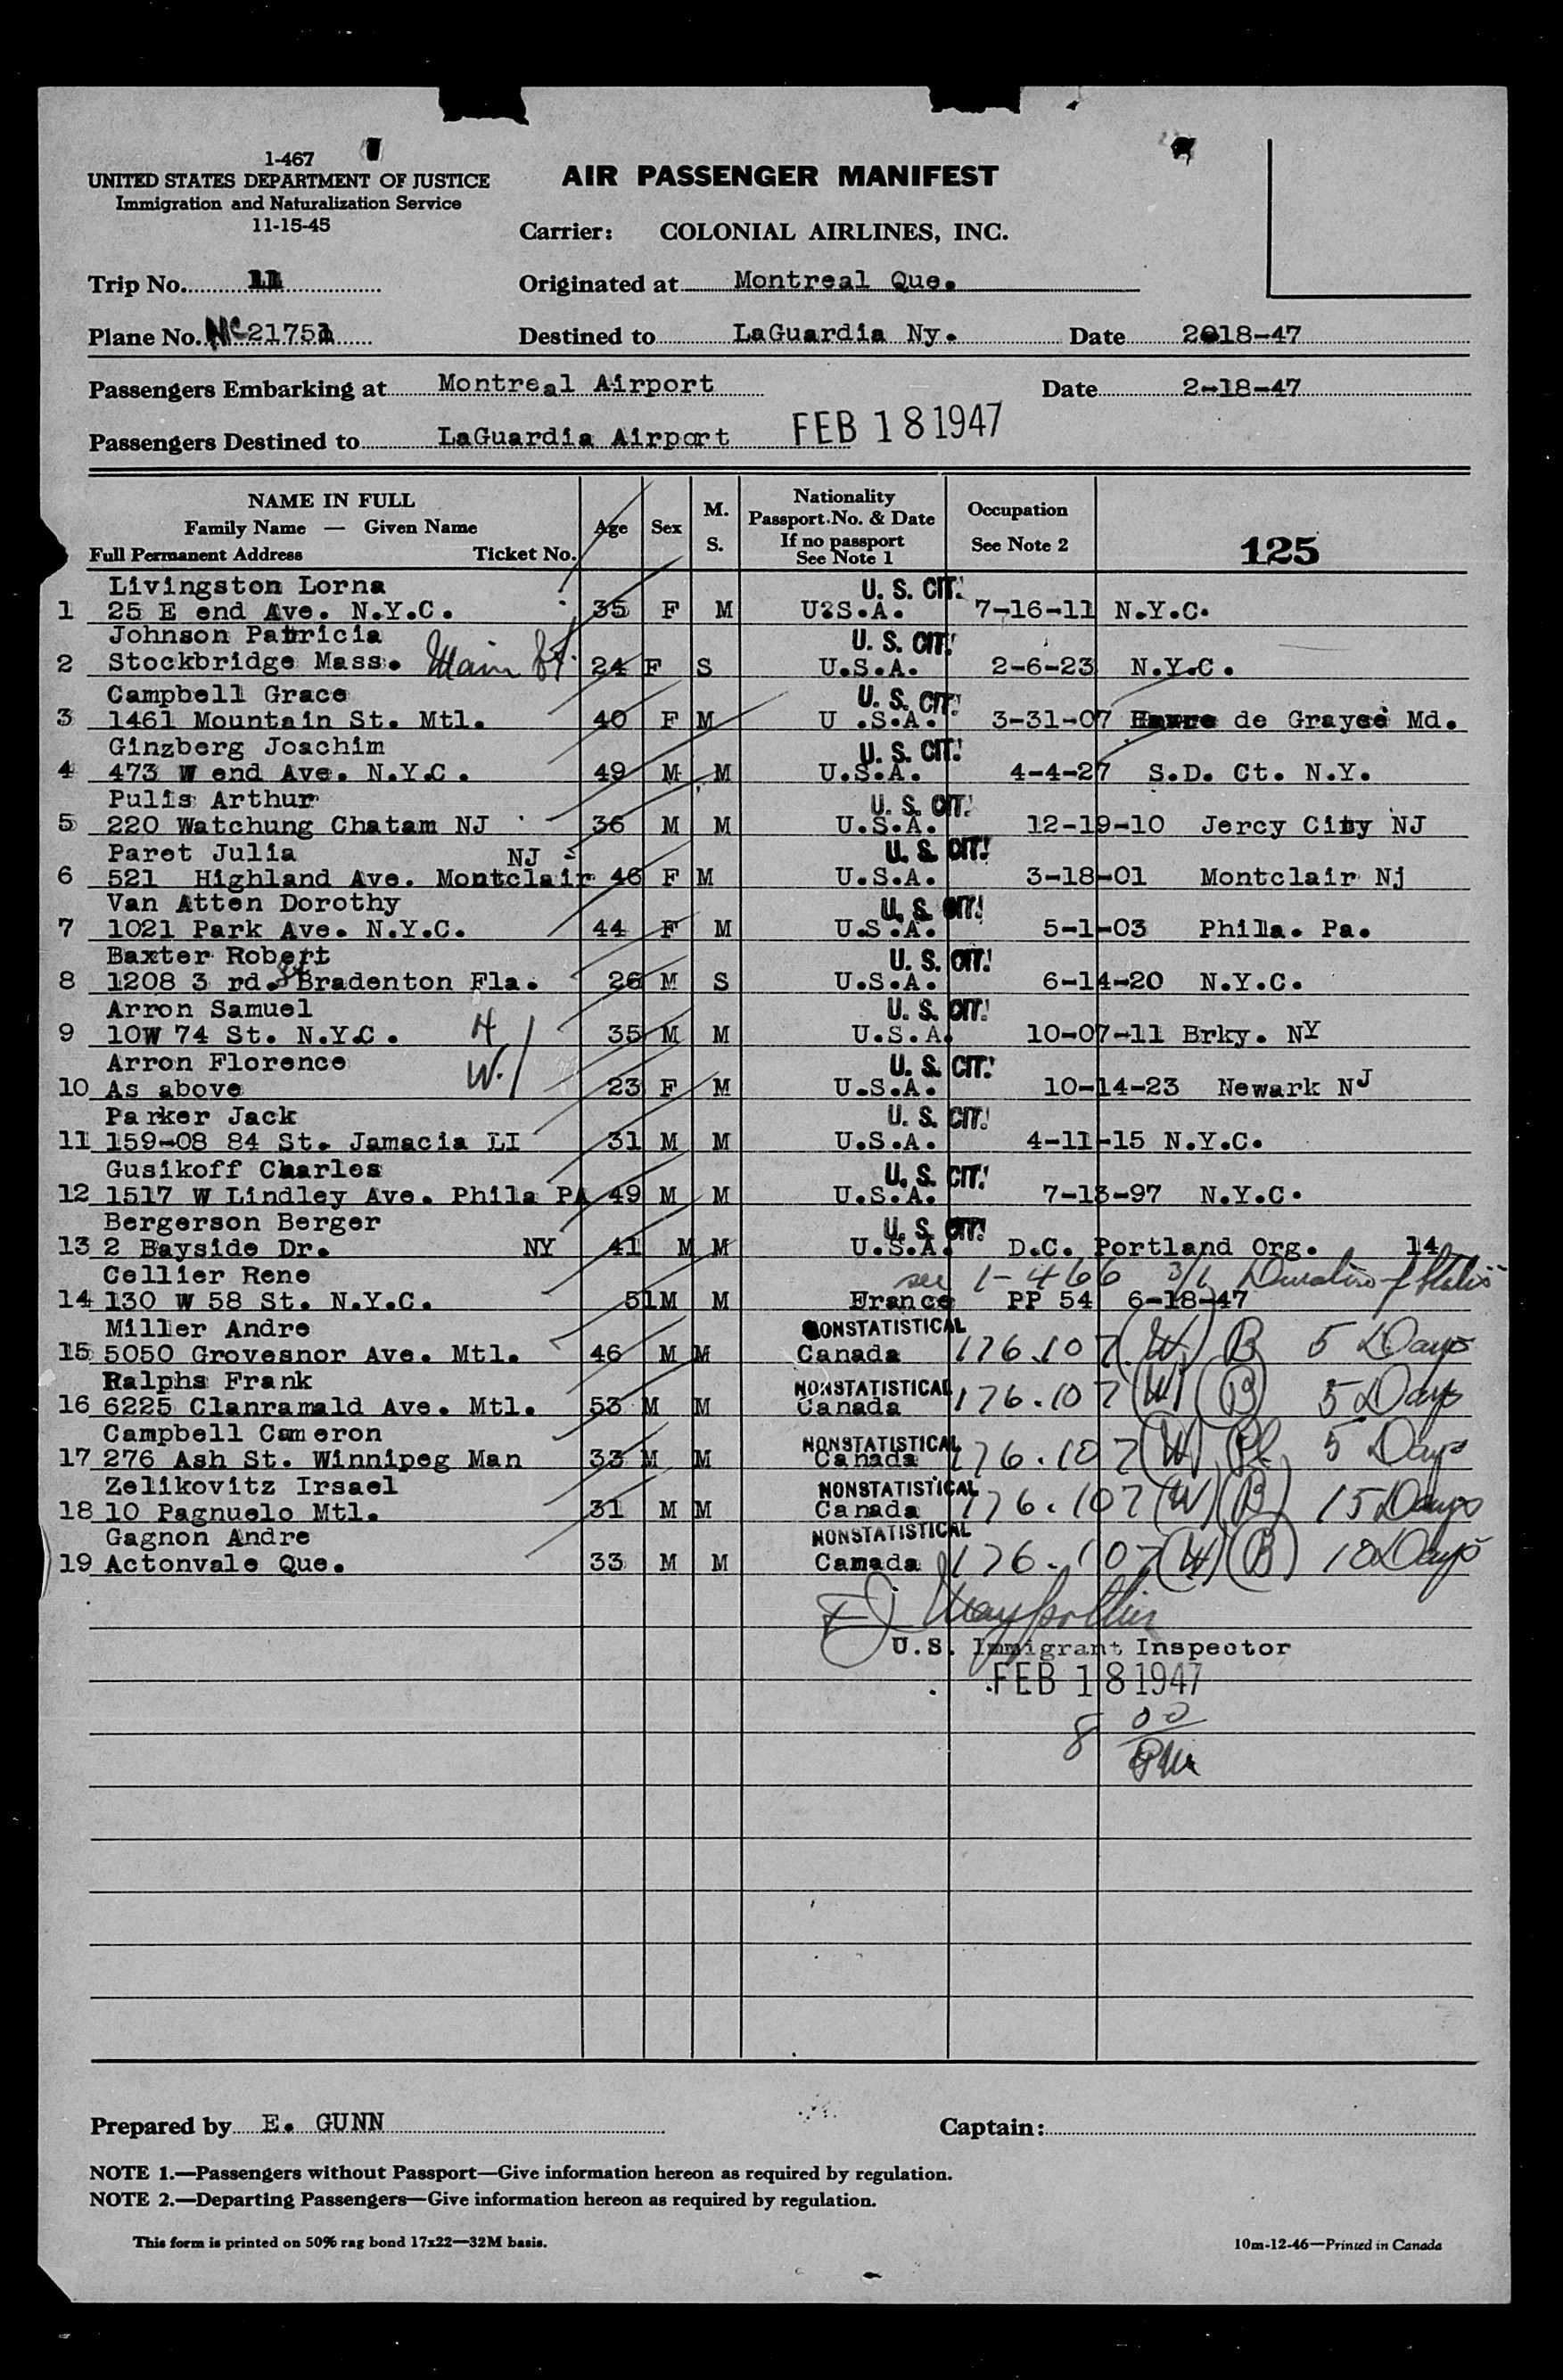 1-467
UNITED STATES DEPARTMENT OF JUSTICE
Immigration and Naturalization Service
11-15-45
AIR PASSENGER MANIFEST
Carrier: COLONIAL AIRLINES, INC.
Trip No. 11 Originated at Montreal Que.
Plane No. NC 21751 Destined to LaGuardia Ny. Date 2018-47
Passengers Embarking at Montreal Airport Date 2-18-47
Passengers Destined to LaGuardia Airport FEB 18 1947
NAME IN FULL
Family Name — Given Name
Full Permanent Address Ticket No.
Age Sex M. S.
Nationality
Passport No. & Date
If no passport
See Note 1
Occupation
See Note 2
125
Livingston Lorna U. S. CIT.
1 25 E end Ave. N.Y.C. 35 F M U?S.A. 7-16-11 N.Y.C.
Johnson Patricia U. S. CIT.
2 Stockbridge Mass. Main St. 24 F S U.S.A. 2-6-23 N.Y.C.
Campbell Grace U. S. CIT.
3 1461 Mountain St. Mtl. 40 F M U .S.A. 3-31-07 Havre de Grayce Md.
Ginzberg Joachim U. S. CIT.
4 473 W end Ave. N.Y.C. 49 M M U.S.A. 4-4-27 S.D. Ct. N.Y.
Pulis Arthur U. S. CIT.
5 220 Watchung Chatam NJ 36 M M U.S.A. 12-19-10 Jercy City NJ
Paret Julia NJ U. S. CIT.
6 521 Highland Ave. Montclair 46 F M U.S.A. 3-18-01 Montclair Nj
Van Atten Dorothy U. S. CIT.
7 1021 Park Ave. N.Y.C. 44 F M U.S.A. 5-1-03 Phila. Pa.
Baxter Robert U. S. CIT.
8 1208 3 rd. St Bradenton Fla. 26 M S U.S.A. 6-14-20 N.Y.C.
Arron Samuel U. S. CIT.
9 10W 74 St. N.Y.C. H 35 M M U.S.A. 10-07-11 Brky. NY
Arron Florence W. U. S. CIT.
10 As above 23 F M U.S.A. 10-14-23 Newark NJ
Parker Jack U. S. CIT.
11 159-08 84 St. Jamacia LI 31 M M U.S.A. 4-11-15 N.Y.C.
Gusikoff Charles U. S. CIT.
12 1517 W Lindley Ave. Phila PA 49 M M U.S.A. 7-13-97 N.Y.C.
Bergerson Berger U. S. CIT.
13 2 Bayside Dr. NY 41 M M U.S.A. D.C. Portland Org. 14
Cellier Rene see 1-466 3/1 Duration of Status
14 130 W 58 St. N.Y.C. 51 M M France PP 54 6-18-47
Miller Andre NONSTATISTICAL
15 5050 Grovesnor Ave. Mtl. 46 M M Canada 176.107 (W) B 5 Days
Ralphs Frank NONSTATISTICAL
16 6225 Clanramald Ave. Mtl. 53 M M Canada 176.107 (W) (B) 5 Days
Campbell Cameron NONSTATISTICAL
17 276 Ash St. Winnipeg Man 33 M M Canada 176.107 (W) Pl 5 Days
Zelikovitz Irsael NONSTATISTICAL
18 10 Pagnuelo Mtl. 31 M M Canada 176.107 (W) (B) 15 Days
Gagnon Andre NONSTATISTICAL
19 Actonvale Que. 33 M M Canada 176.107 (W) (B) 10 Days
U.S. Immigrant Inspector
FEB 18 1947
8 00 PM
Prepared by E. GUNN Captain:
NOTE 1.—Passengers without Passport—Give information hereon as required by regulation.
NOTE 2.—Departing Passengers—Give information hereon as required by regulation.
This form is printed on 50% rag bond 17x22—32M basis. 10m-12-46—Printed in Canada